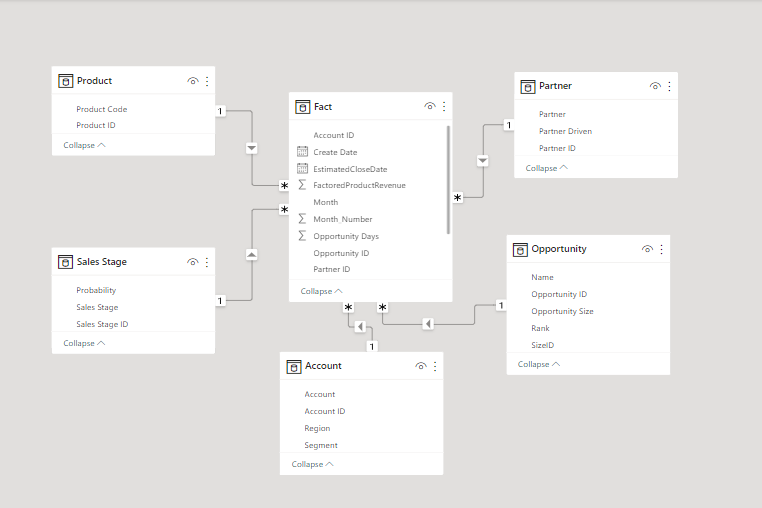 Product
Product Code
Product ID
Collapse
1
*
Fact
Account ID
Create Date
EstimatedCloseDate
FactoredProductRevenue
Month
Month_Number
Opportunity Days
Opportunity ID
Partner ID
Collapse
*
*
*
*
Partner
Partner
Partner Driven
Partner ID
Collapse
1
Sales Stage
Probability
Sales Stage
Sales Stage ID
Collapse
1
Opportunity
Name
Opportunity ID
Opportunity Size
Rank
SizeID
Collapse
1
1
Account
Account
Account ID
Region
Segment
Collapse